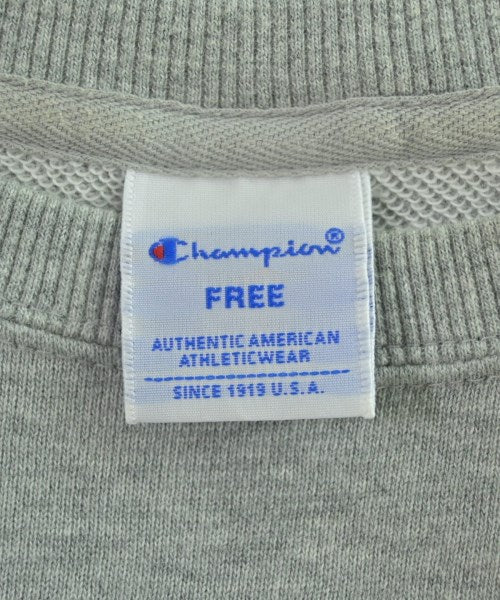 Champion®
FREE
AUTHENTIC AMERICAN
ATHLETICWEAR
SINCE 1919 U.S.A.